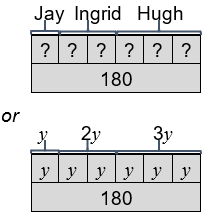 Jay Ingrid Hugh
? ? ? ? ? ?
180
or
y 2y 3y
y y y y y y
180